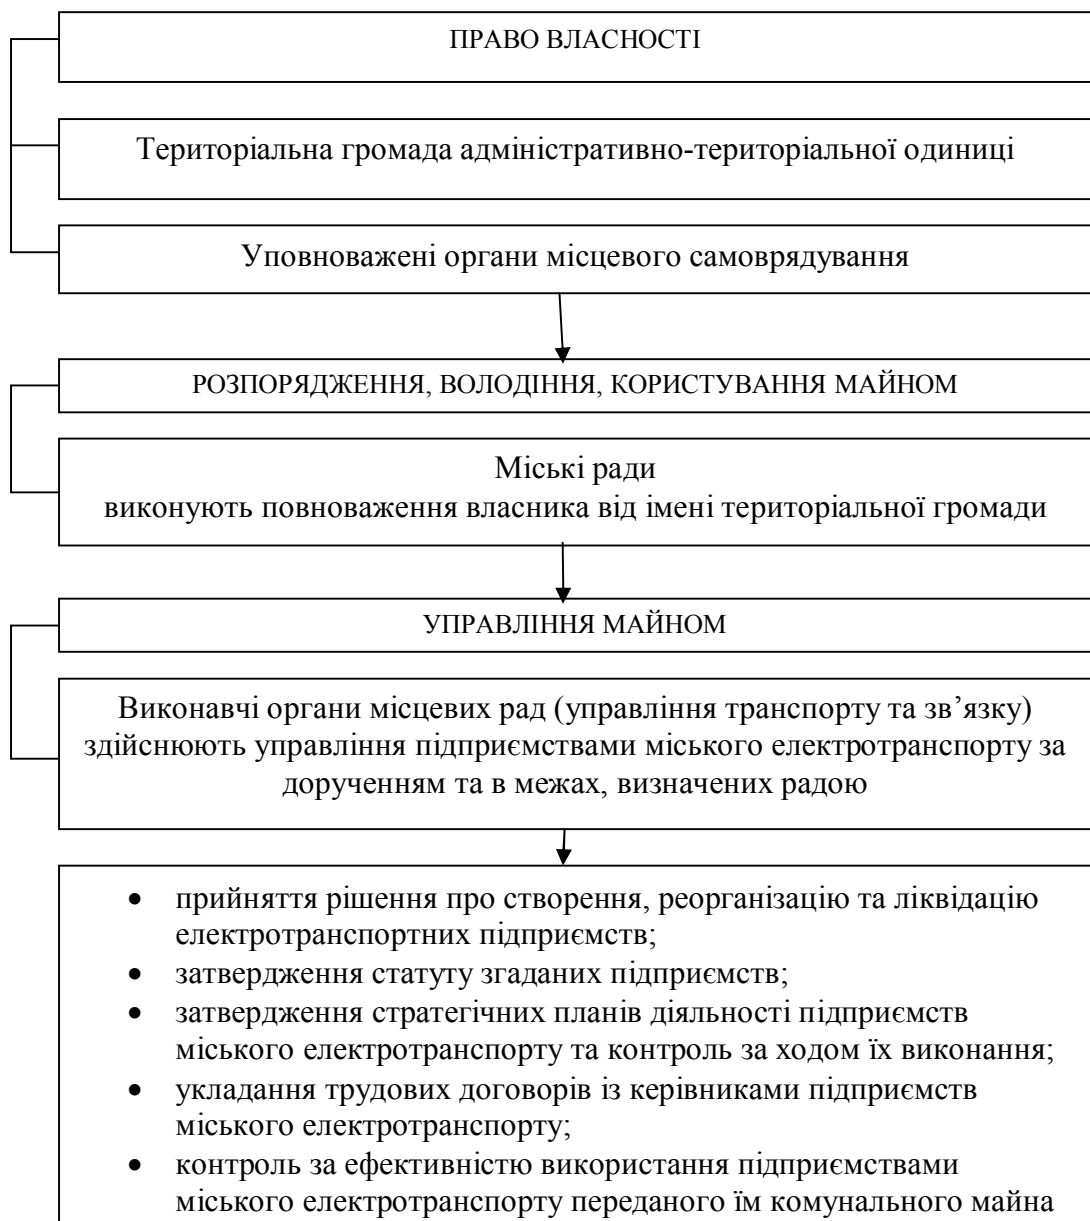 ПРАВО ВЛАСНОСТІ
Територіальна громада адміністративно-територіальної одиниці
Уповноважені органи місцевого самоврядування
РОЗПОРЯДЖЕННЯ, ВОЛОДІННЯ, КОРИСТУВАННЯ МАЙНОМ
Міські ради
виконують повноваження власника від імені територіальної громади
УПРАВЛІННЯ МАЙНОМ
Виконавчі органи місцевих рад (управління транспорту та зв’язку)
здійснюють управління підприємствами міського електротранспорту за
дорученням та в межах, визначених радою
• прийняття рішення про створення, реорганізацію та ліквідацію
електротранспортних підприємств;
• затвердження статуту згаданих підприємств;
• затвердження стратегічних планів діяльності підприємств
міського електротранспорту та контроль за ходом їх виконання;
• укладання трудових договорів із керівниками підприємств
міського електротранспорту;
• контроль за ефективністю використання підприємствами
міського електротранспорту переданого їм комунального майна